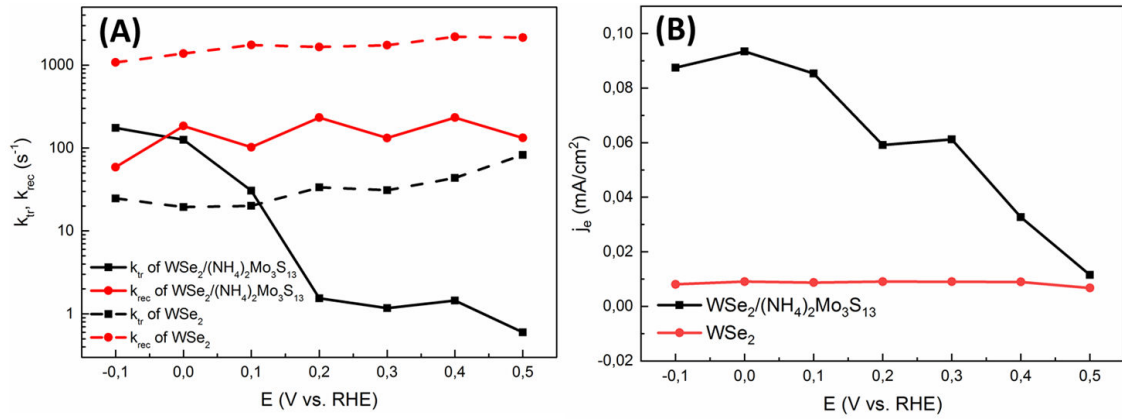 (A)
1000
100
10
1
k_tr, k_rec (s⁻¹)
k_tr of WSe₂/(NH₄)₂Mo₃S₁₃
k_rec of WSe₂/(NH₄)₂Mo₃S₁₃
k_tr of WSe₂
k_rec of WSe₂
-0,1 0,0 0,1 0,2 0,3 0,4 0,5
E (V vs. RHE)
(B)
0,10
0,08
0,06
0,04
0,02
0,00
-0,02
j_e (mA/cm²)
WSe₂/(NH₄)₂Mo₃S₁₃
WSe₂
-0,1 0,0 0,1 0,2 0,3 0,4 0,5
E (V vs. RHE)